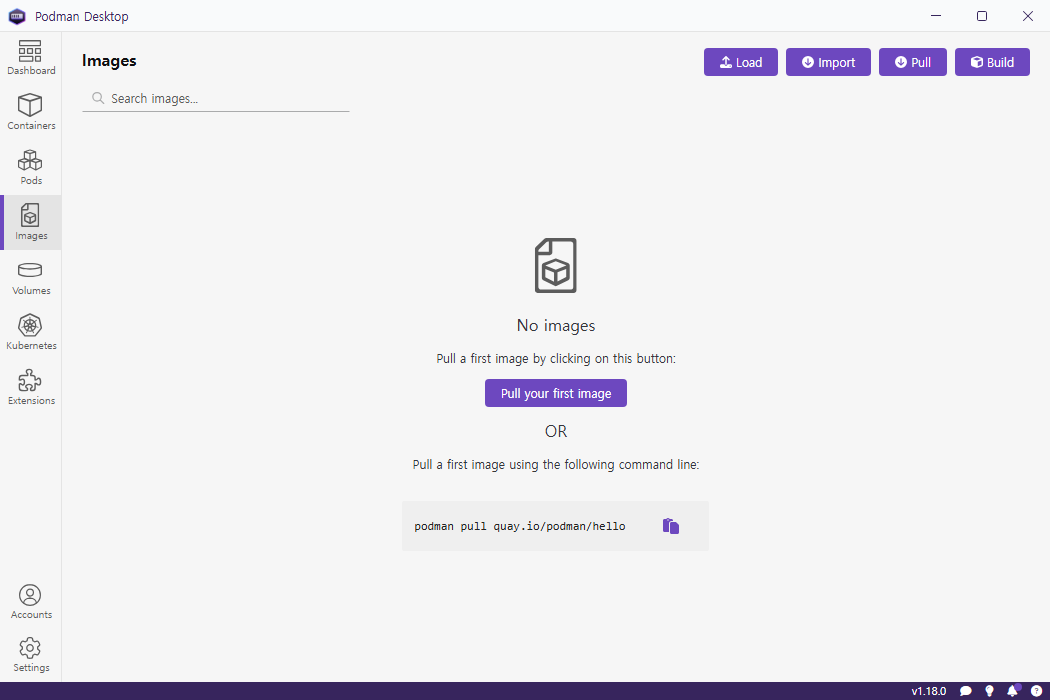 Podman Desktop
Dashboard
Containers
Pods
Images
Volumes
Kubernetes
Extensions
Accounts
Settings
Images
Load
Import
Pull
Build
Search images...
No images
Pull a first image by clicking on this button:
Pull your first image
OR
Pull a first image using the following command line:
podman pull quay.io/podman/hello
v1.18.0